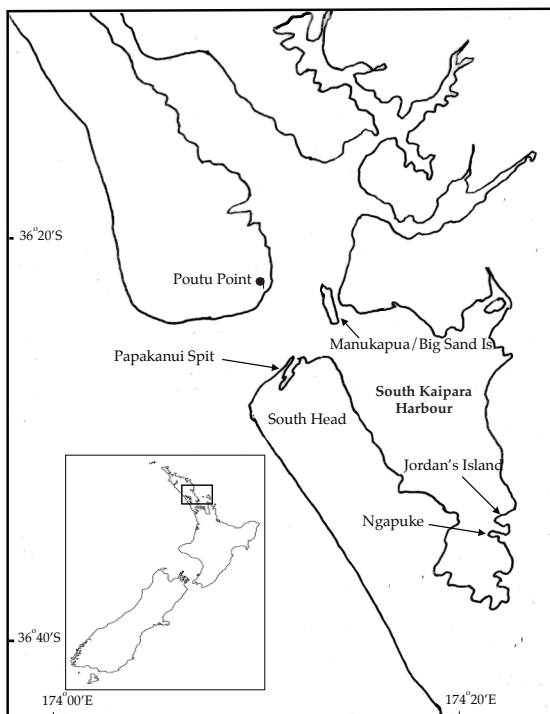 36°20'S
Poutu Point
Manukapua/Big Sand Is.
Papakanui Spit
South Kaipara
Harbour
South Head
Jordan's Island
Ngapuke
36°40'S
174°00'E
174°20'E